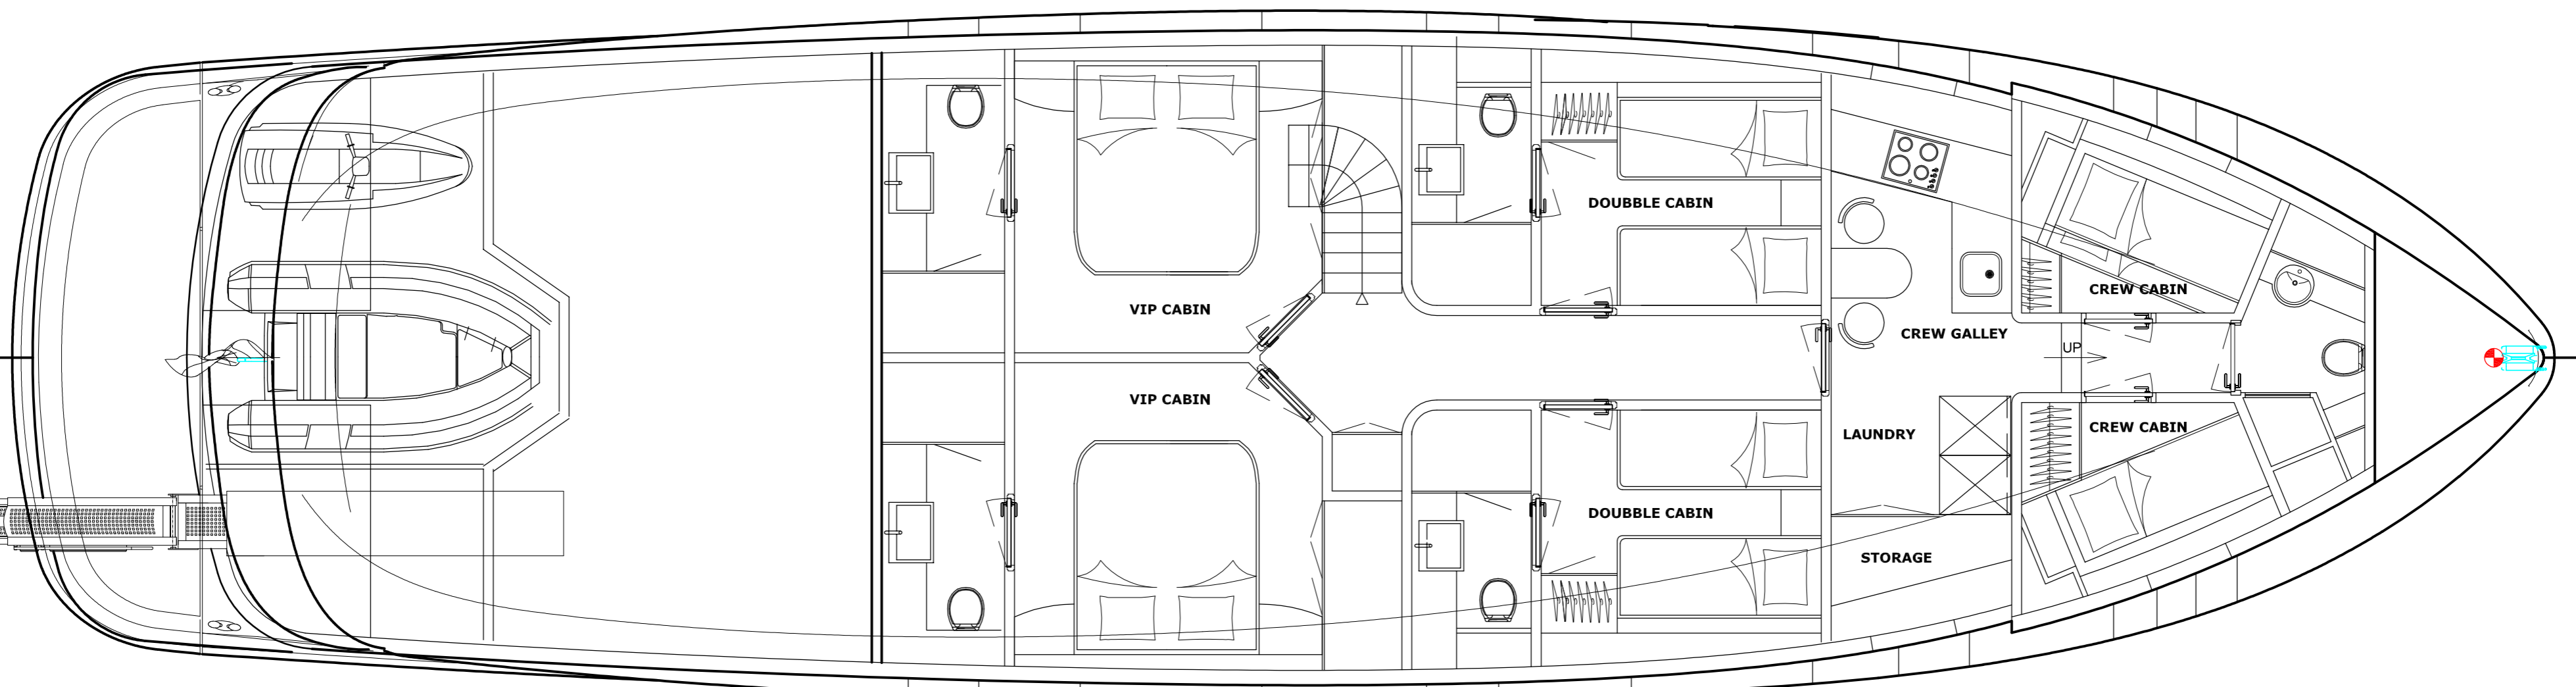 DOUBBLE CABIN
VIP CABIN
CREW CABIN
CREW GALLEY
UP
VIP CABIN
CREW CABIN
LAUNDRY
DOUBBLE CABIN
STORAGE